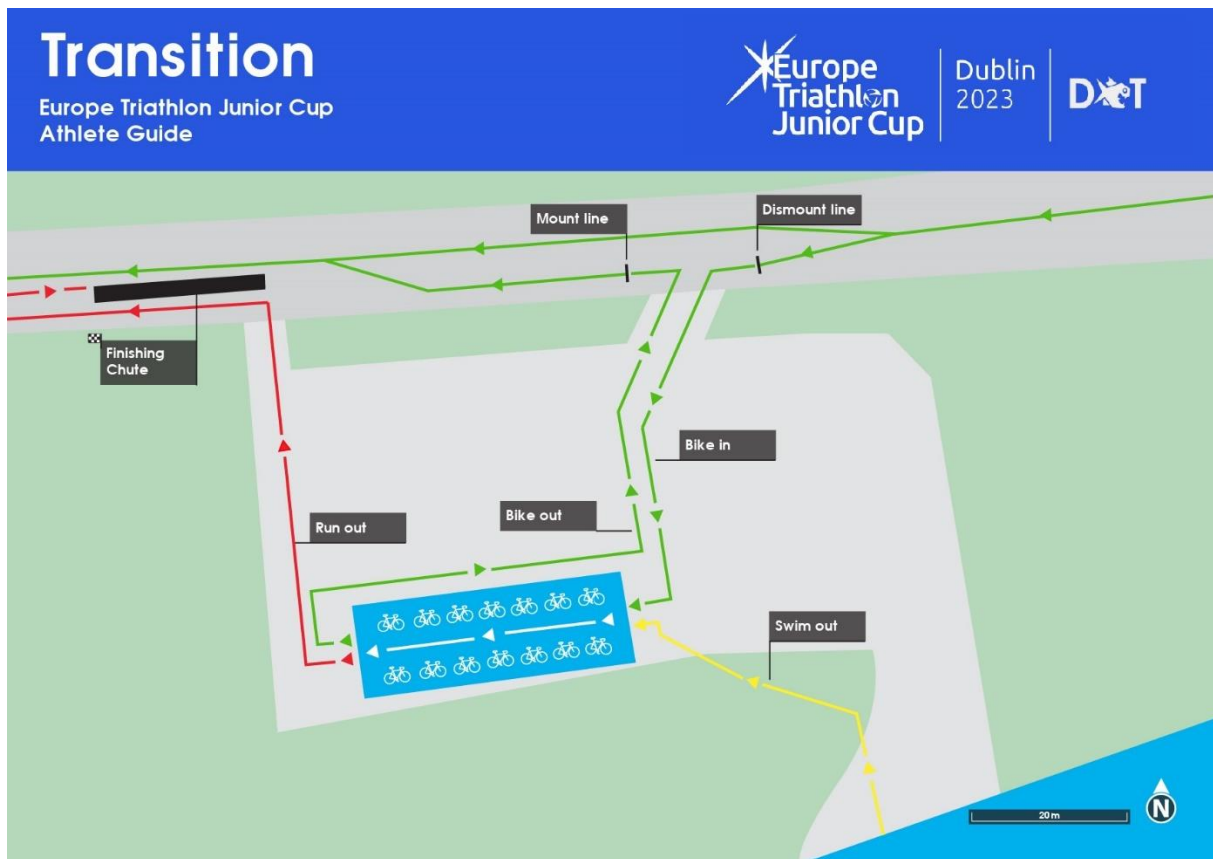 Transition
Europe Triathlon Junior Cup
Athlete Guide
Europe
Triathlon
Junior Cup
Dublin
2023
DXT
Mount line
Dismount line
Finishing
Chute
Bike in
Bike out
Run out
Swim out
20m
N